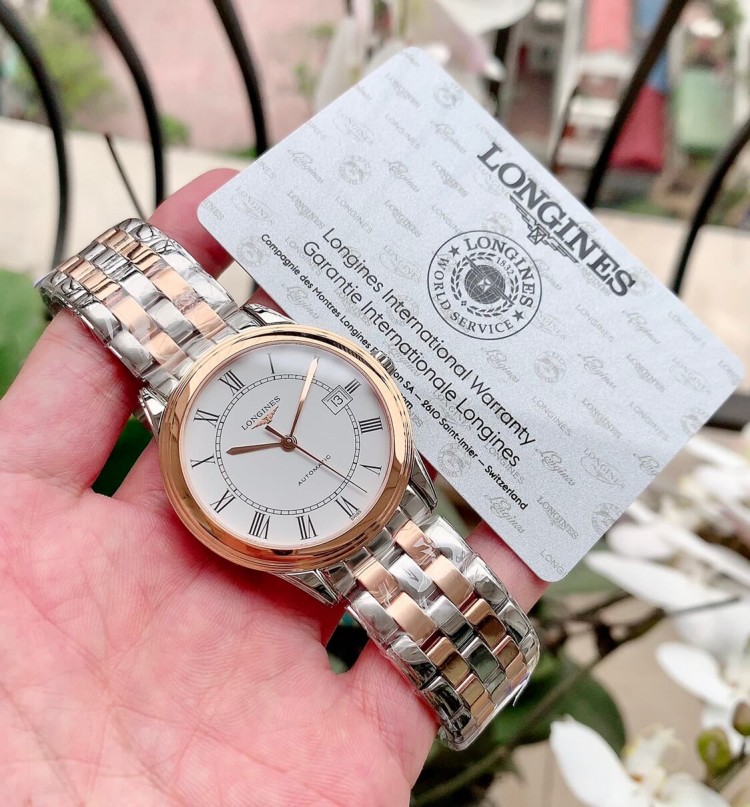 LONGINES
AUTOMATIC
13
LONGINES
LONGINES
1832
WORLD SERVICE
Longines International Warranty
Garantie Internationale Longines
Compagnie des Montres Longines
SA – 2610 Saint-Imier – Switzerland